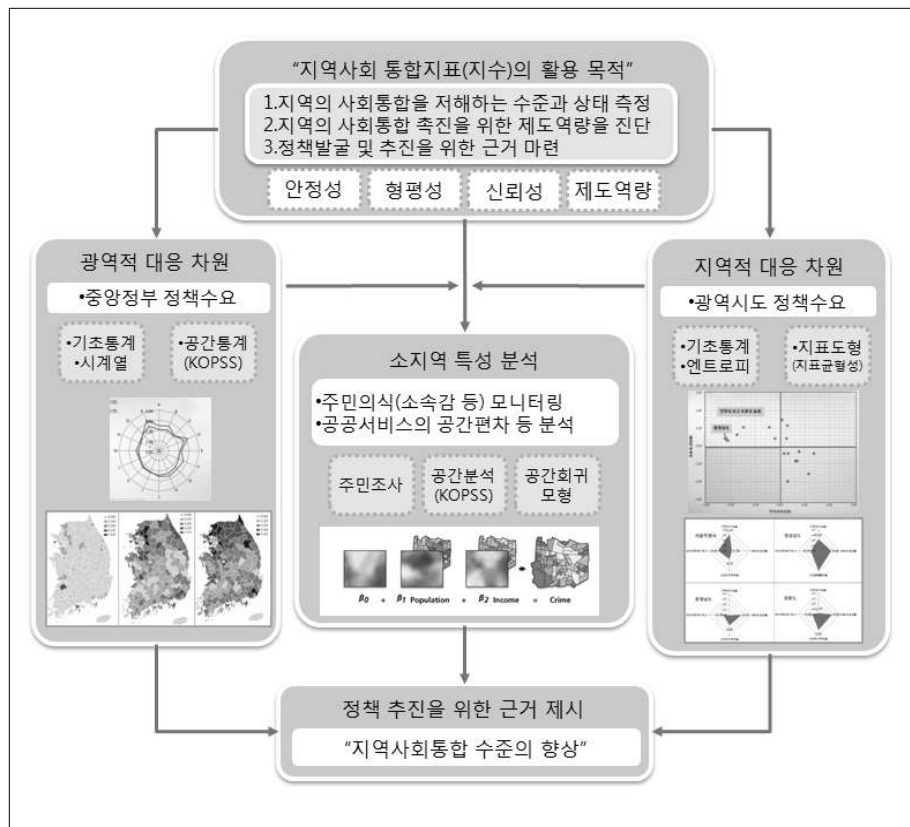 “지역사회 통합지표(지수)의 활용 목적”
1.지역의 사회통합을 저해하는 수준과 상태 측정
2.지역의 사회통합 촉진을 위한 제도역량을 진단
3.정책발굴 및 추진을 위한 근거 마련
안정성 형평성 신뢰성 제도역량
광역적 대응 차원
•중앙정부 정책수요
•기초통계
•시계열
•공간통계
(KOPSS)
소지역 특성 분석
•주민의식(소속감 등) 모니터링
•공공서비스의 공간편차 등 분석
주민조사
공간분석
(KOPSS)
공간회귀
모형
β0 + β1 Population + β2 Income = Crime
지역적 대응 차원
•광역시도 정책수요
•기초통계
•엔트로피
•지표도형
(지표균형성)
정책 추진을 위한 근거 제시
“지역사회통합 수준의 향상”